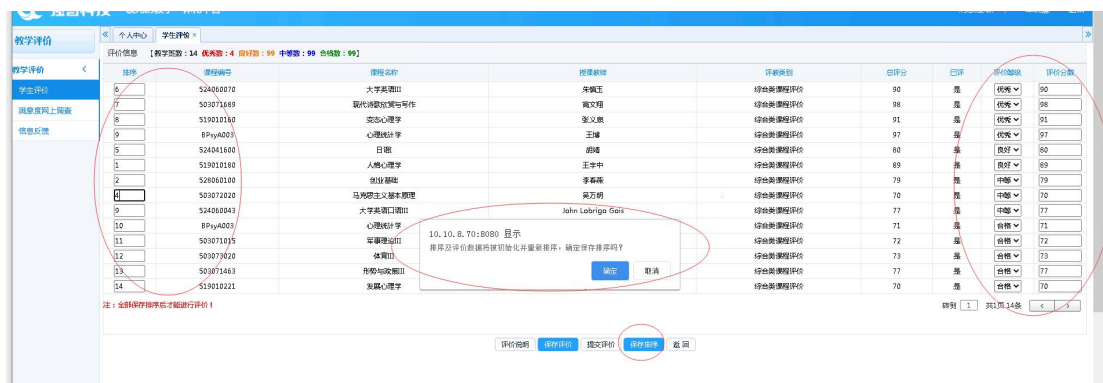 教学评价
个人中心 学生评价 ×
评价信息 【教学班数：14 优秀数：4 良好数：99 中等数：99 合格数：99】
教学评价
学生评价
满意度网上调查
信息反馈
排序 课程编号 课程名称 授课教师 评教类别 总评分 已评 评价等级 评价分数
6 524060070 大学英语III 朱慎玉 综合类课程评价 90 是 优秀 90
7 503071689 现代诗歌欣赏与写作 高文翔 综合类课程评价 98 是 优秀 98
8 519010160 变态心理学 张义泉 综合类课程评价 91 是 优秀 91
9 BPsyA003 心理统计学 王博 综合类课程评价 97 是 优秀 97
5 524041600 日语I 胡婧 综合类课程评价 80 是 良好 80
1 519010180 人格心理学 王宇中 综合类课程评价 89 是 良好 89
2 528060100 创业基础 李春薇 综合类课程评价 79 是 中等 79
4 503072020 马克思主义基本原理 吴万明 综合类课程评价 70 是 中等 70
9 524060043 大学英语口语III John Labriga Gois 综合类课程评价 77 是 中等 77
10 BPsyA003 心理统计学 综合类课程评价 71 是 合格 71
11 503071015 军事理论III 综合类课程评价 72 是 合格 72
12 503073020 体育III 综合类课程评价 73 是 合格 73
13 503071463 形势与政策III 综合类课程评价 77 是 合格 77
14 519010221 发展心理学 综合类课程评价 70 是 合格 70
10.10.8.70:8080 显示
排序及评价数据将被初始化并重新排序，确定保存排序吗？
确定 取消
注：全部保存排序后才能进行评价！
转到 1 共1页 14条
评价说明 保存评价 提交评价 保存排序 返回